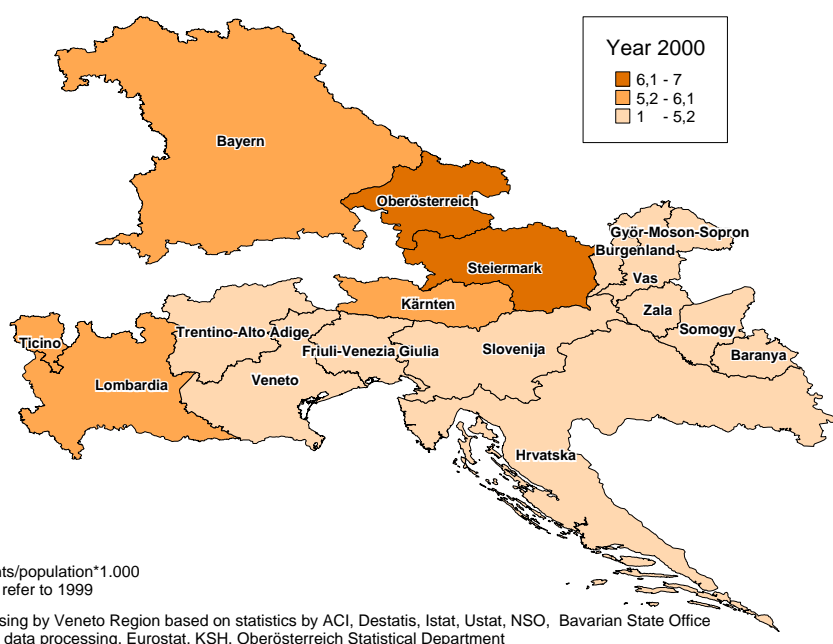 Year 2000
6,1 - 7
5,2 - 6,1
1 - 5,2
Bayern
Oberösterreich
Györ-Moson-Sopron
Burgenland
Steiermark
Vas
Kärnten
Zala
Ticino
Trentino-Alto Adige
Somogy
Friuli-Venezia Giulia
Slovenija
Baranya
Lombardia
Veneto
Hrvatska
nts/population*1.000
refer to 1999
sing by Veneto Region based on statistics by ACI, Destatis, Istat, Ustat, NSO, Bavarian State Office
data processing, Eurostat, KSH, Oberösterreich Statistical Department